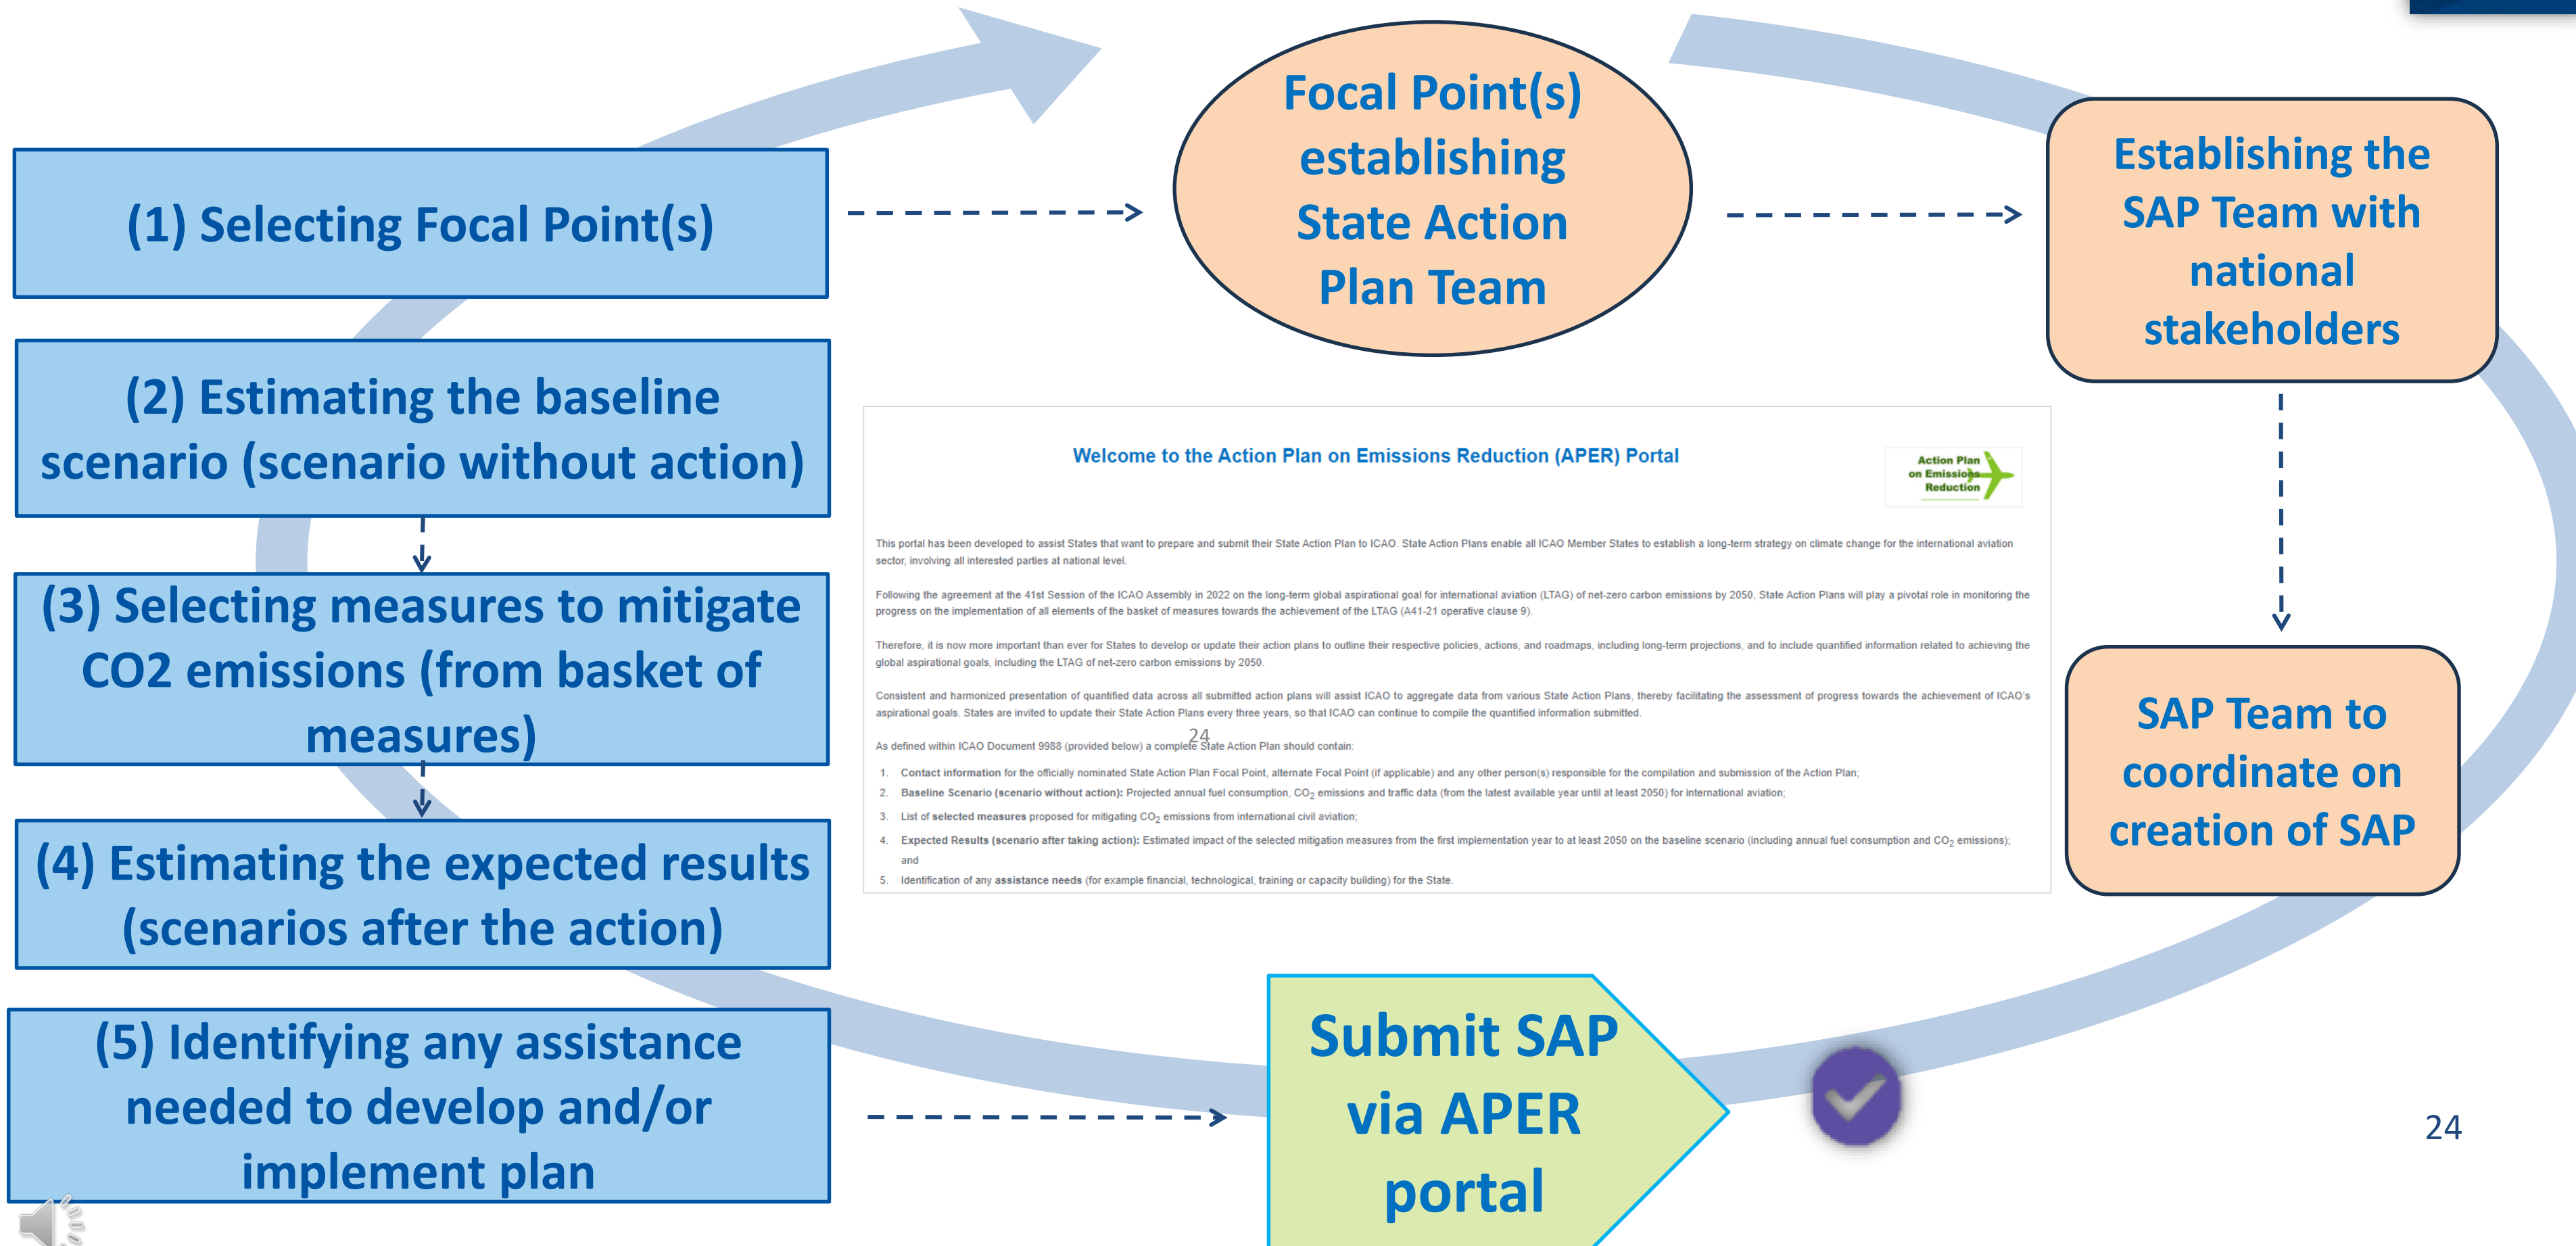 (1) Selecting Focal Point(s)
Focal Point(s)
establishing
State Action
Plan Team
Establishing the
SAP Team with
national
stakeholders
(2) Estimating the baseline
scenario (scenario without action)
(3) Selecting measures to mitigate
CO2 emissions (from basket of
measures)
(4) Estimating the expected results
(scenarios after the action)
(5) Identifying any assistance
needed to develop and/or
implement plan
Welcome to the Action Plan on Emissions Reduction (APER) Portal
Action Plan
on Emissions
Reduction
This portal has been developed to assist States that want to prepare and submit their State Action Plan to ICAO. State Action Plans enable all ICAO Member States to establish a long-term strategy on climate change for the international aviation
sector, involving all interested parties at national level.
Following the agreement at the 41st Session of the ICAO Assembly in 2022 on the long-term global aspirational goal for international aviation (LTAG) of net-zero carbon emissions by 2050, State Action Plans will play a pivotal role in monitoring the
progress on the implementation of all elements of the basket of measures towards the achievement of the LTAG (A41-21 operative clause 9).
Therefore, it is now more important than ever for States to develop or update their action plans to outline their respective policies, actions, and roadmaps, including long-term projections, and to include quantified information related to achieving the
global aspirational goals, including the LTAG of net-zero carbon emissions by 2050.
Consistent and harmonized presentation of quantified data across all submitted action plans will assist ICAO to aggregate data from various State Action Plans, thereby facilitating the assessment of progress towards the achievement of ICAO's
aspirational goals. States are invited to update their State Action Plans every three years, so that ICAO can continue to compile the quantified information submitted.
24
As defined within ICAO Document 9988 (provided below) a complete State Action Plan should contain:
1. Contact information for the officially nominated State Action Plan Focal Point, alternate Focal Point (if applicable) and any other person(s) responsible for the compilation and submission of the Action Plan;
2. Baseline Scenario (scenario without action): Projected annual fuel consumption, CO2 emissions and traffic data (from the latest available year until at least 2050) for international aviation;
3. List of selected measures proposed for mitigating CO2 emissions from international civil aviation;
4. Expected Results (scenario after taking action): Estimated impact of the selected mitigation measures from the first implementation year to at least 2050 on the baseline scenario (including annual fuel consumption and CO2 emissions);
and
5. Identification of any assistance needs (for example financial, technological, training or capacity building) for the State.
SAP Team to
coordinate on
creation of SAP
Submit SAP
via APER
portal
24